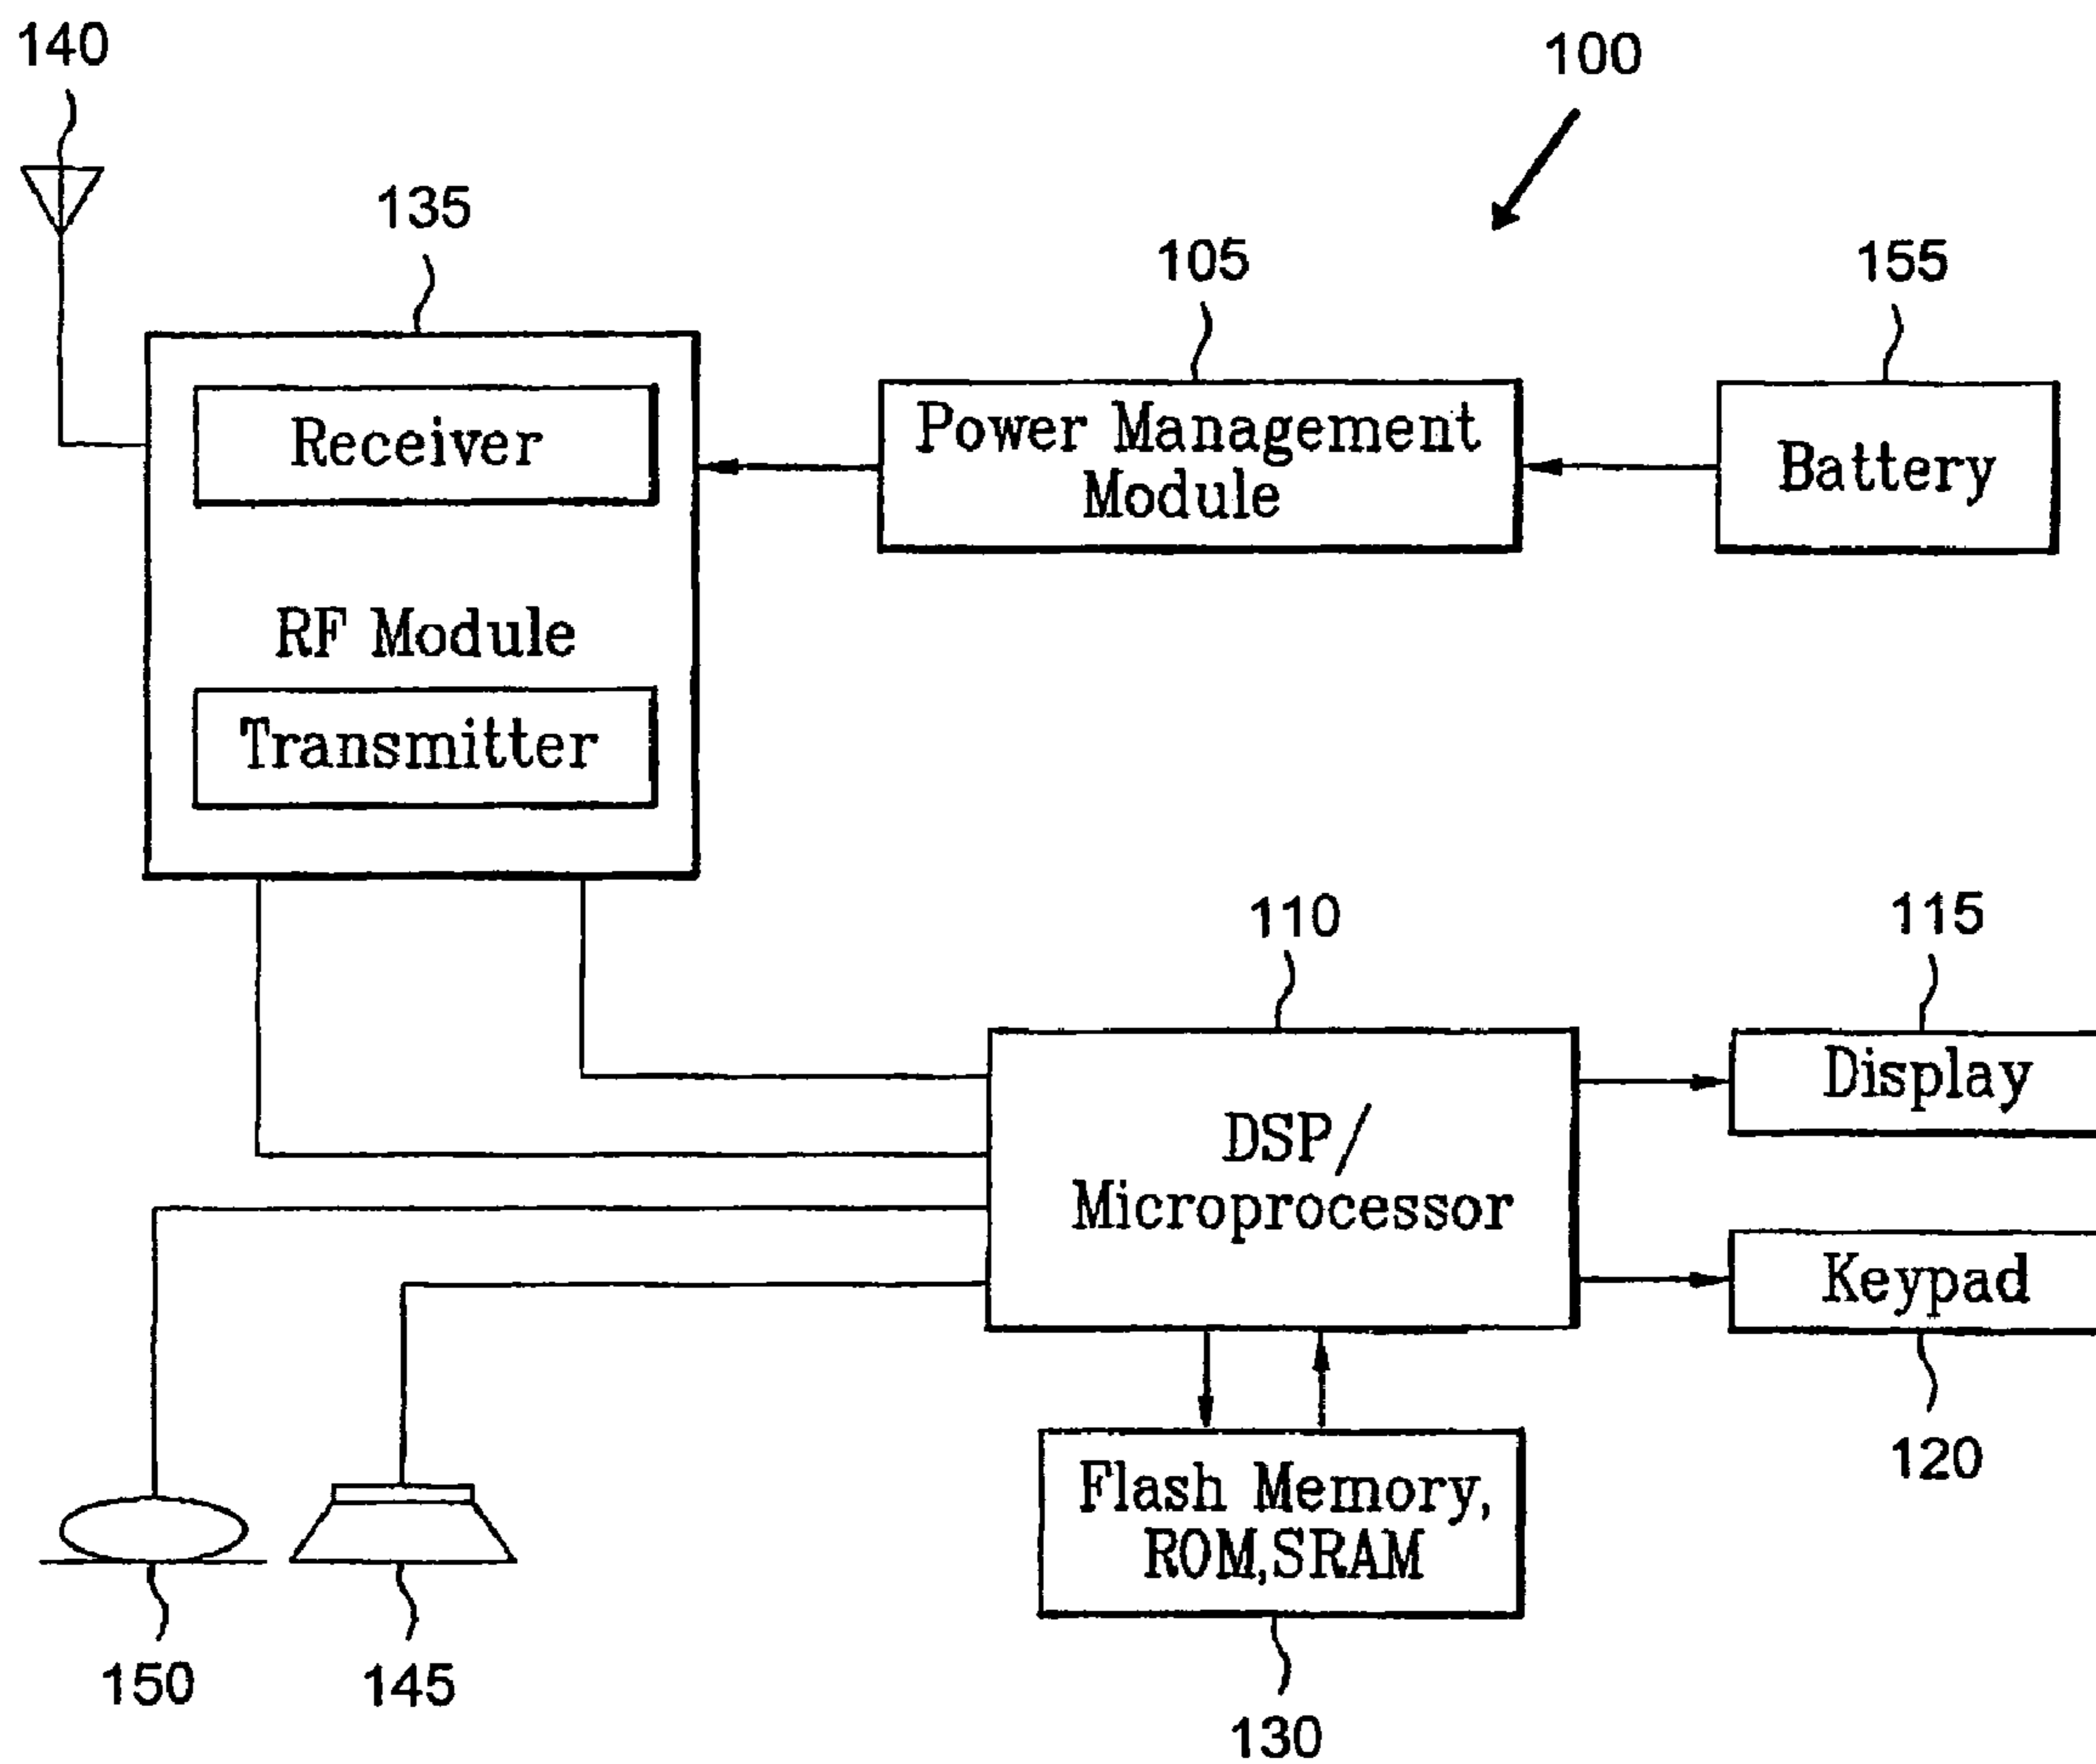 140
100
135
105
155
Receiver
Power Management
Module
Battery
RF Module
Transmitter
110
115
DSP/
Microprocessor
Display
Keypad
120
Flash Memory,
ROM,SRAM
150
145
130